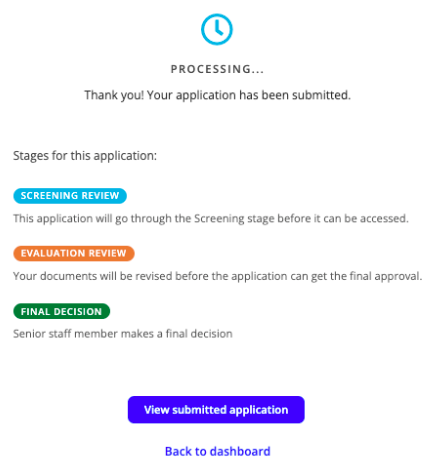 PROCESSING...
Thank you! Your application has been submitted.
Stages for this application:
SCREENING REVIEW
This application will go through the Screening stage before it can be accessed.
EVALUATION REVIEW
Your documents will be revised before the application can get the final approval.
FINAL DECISION
Senior staff member makes a final decision
View submitted application
Back to dashboard